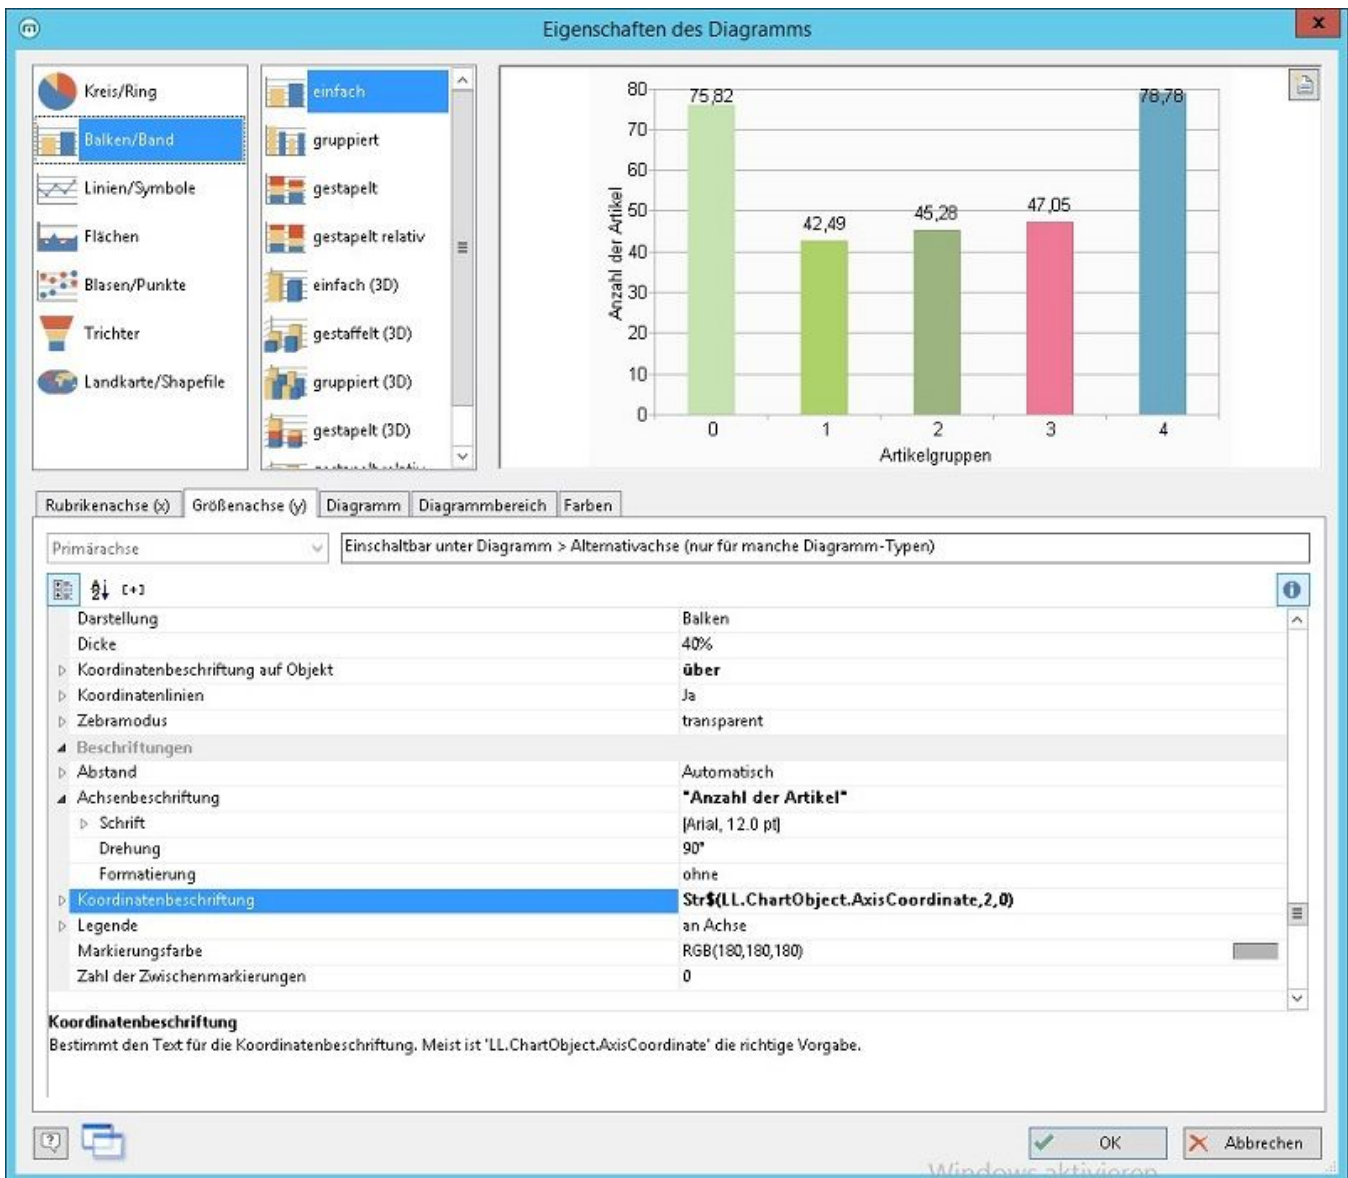 Eigenschaften des Diagramms
x
Kreis/Ring
Balken/Band
Linien/Symbole
Flächen
Blasen/Punkte
Trichter
Landkarte/Shapefile
einfach
gruppiert
gestapelt
gestapelt relativ
einfach (3D)
gestaffelt (3D)
gruppiert (3D)
gestapelt (3D)
80
70
60
50
40
30
20
10
0
Anzahl der Artikel
75,82
42,49
45,28
47,05
78,78
0 1 2 3 4
Artikelgruppen
Rubrikenachse (x) Größenachse (y) Diagramm Diagrammbereich Farben
Primärachse Einschaltbar unter Diagramm > Alternativachse (nur für manche Diagramm-Typen)
Darstellung Balken
Dicke 40%
Koordinatenbeschriftung auf Objekt über
Koordinatenlinien Ja
Zebramodus transparent
Beschriftungen
Abstand Automatisch
Achsenbeschriftung "Anzahl der Artikel"
Schrift [Arial, 12.0 pt]
Drehung 90°
Formatierung ohne
Koordinatenbeschriftung Str$(LL.ChartObject.AxisCoordinate,2,0)
Legende an Achse
Markierungsfarbe RGB(180,180,180)
Zahl der Zwischenmarkierungen 0
Koordinatenbeschriftung
Bestimmt den Text für die Koordinatenbeschriftung. Meist ist 'LL.ChartObject.AxisCoordinate' die richtige Vorgabe.
OK Abbrechen
Windows aktivieren